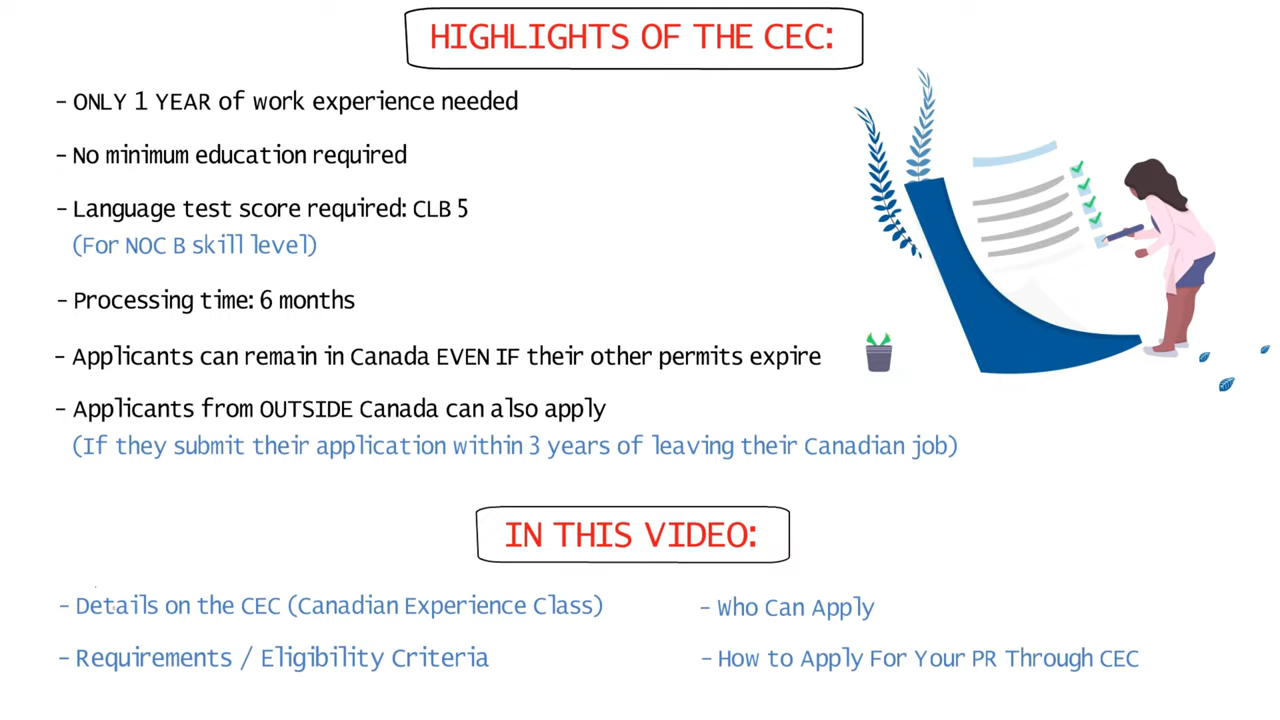 HIGHLIGHTS OF THE CEC:
- ONLY 1 YEAR of work experience needed
- No minimum education required
- Language test score required: CLB 5
(For NOC B skill level)
- Processing time: 6 months
- Applicants can remain in Canada EVEN IF their other permits expire
- Applicants from OUTSIDE Canada can also apply
(If they submit their application within 3 years of leaving their Canadian job)
IN THIS VIDEO:
- Details on the CEC (Canadian Experience Class)
- Requirements / Eligibility Criteria
- Who Can Apply
- How to Apply For Your PR Through CEC